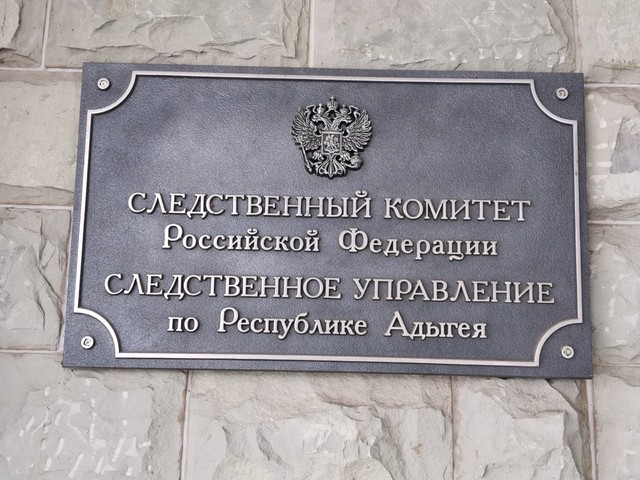 СЛЕДСТВЕННЫЙ КОМИТЕТ
Российской Федерации
СЛЕДСТВЕННОЕ УПРАВЛЕНИЕ
по Республике Адыгея